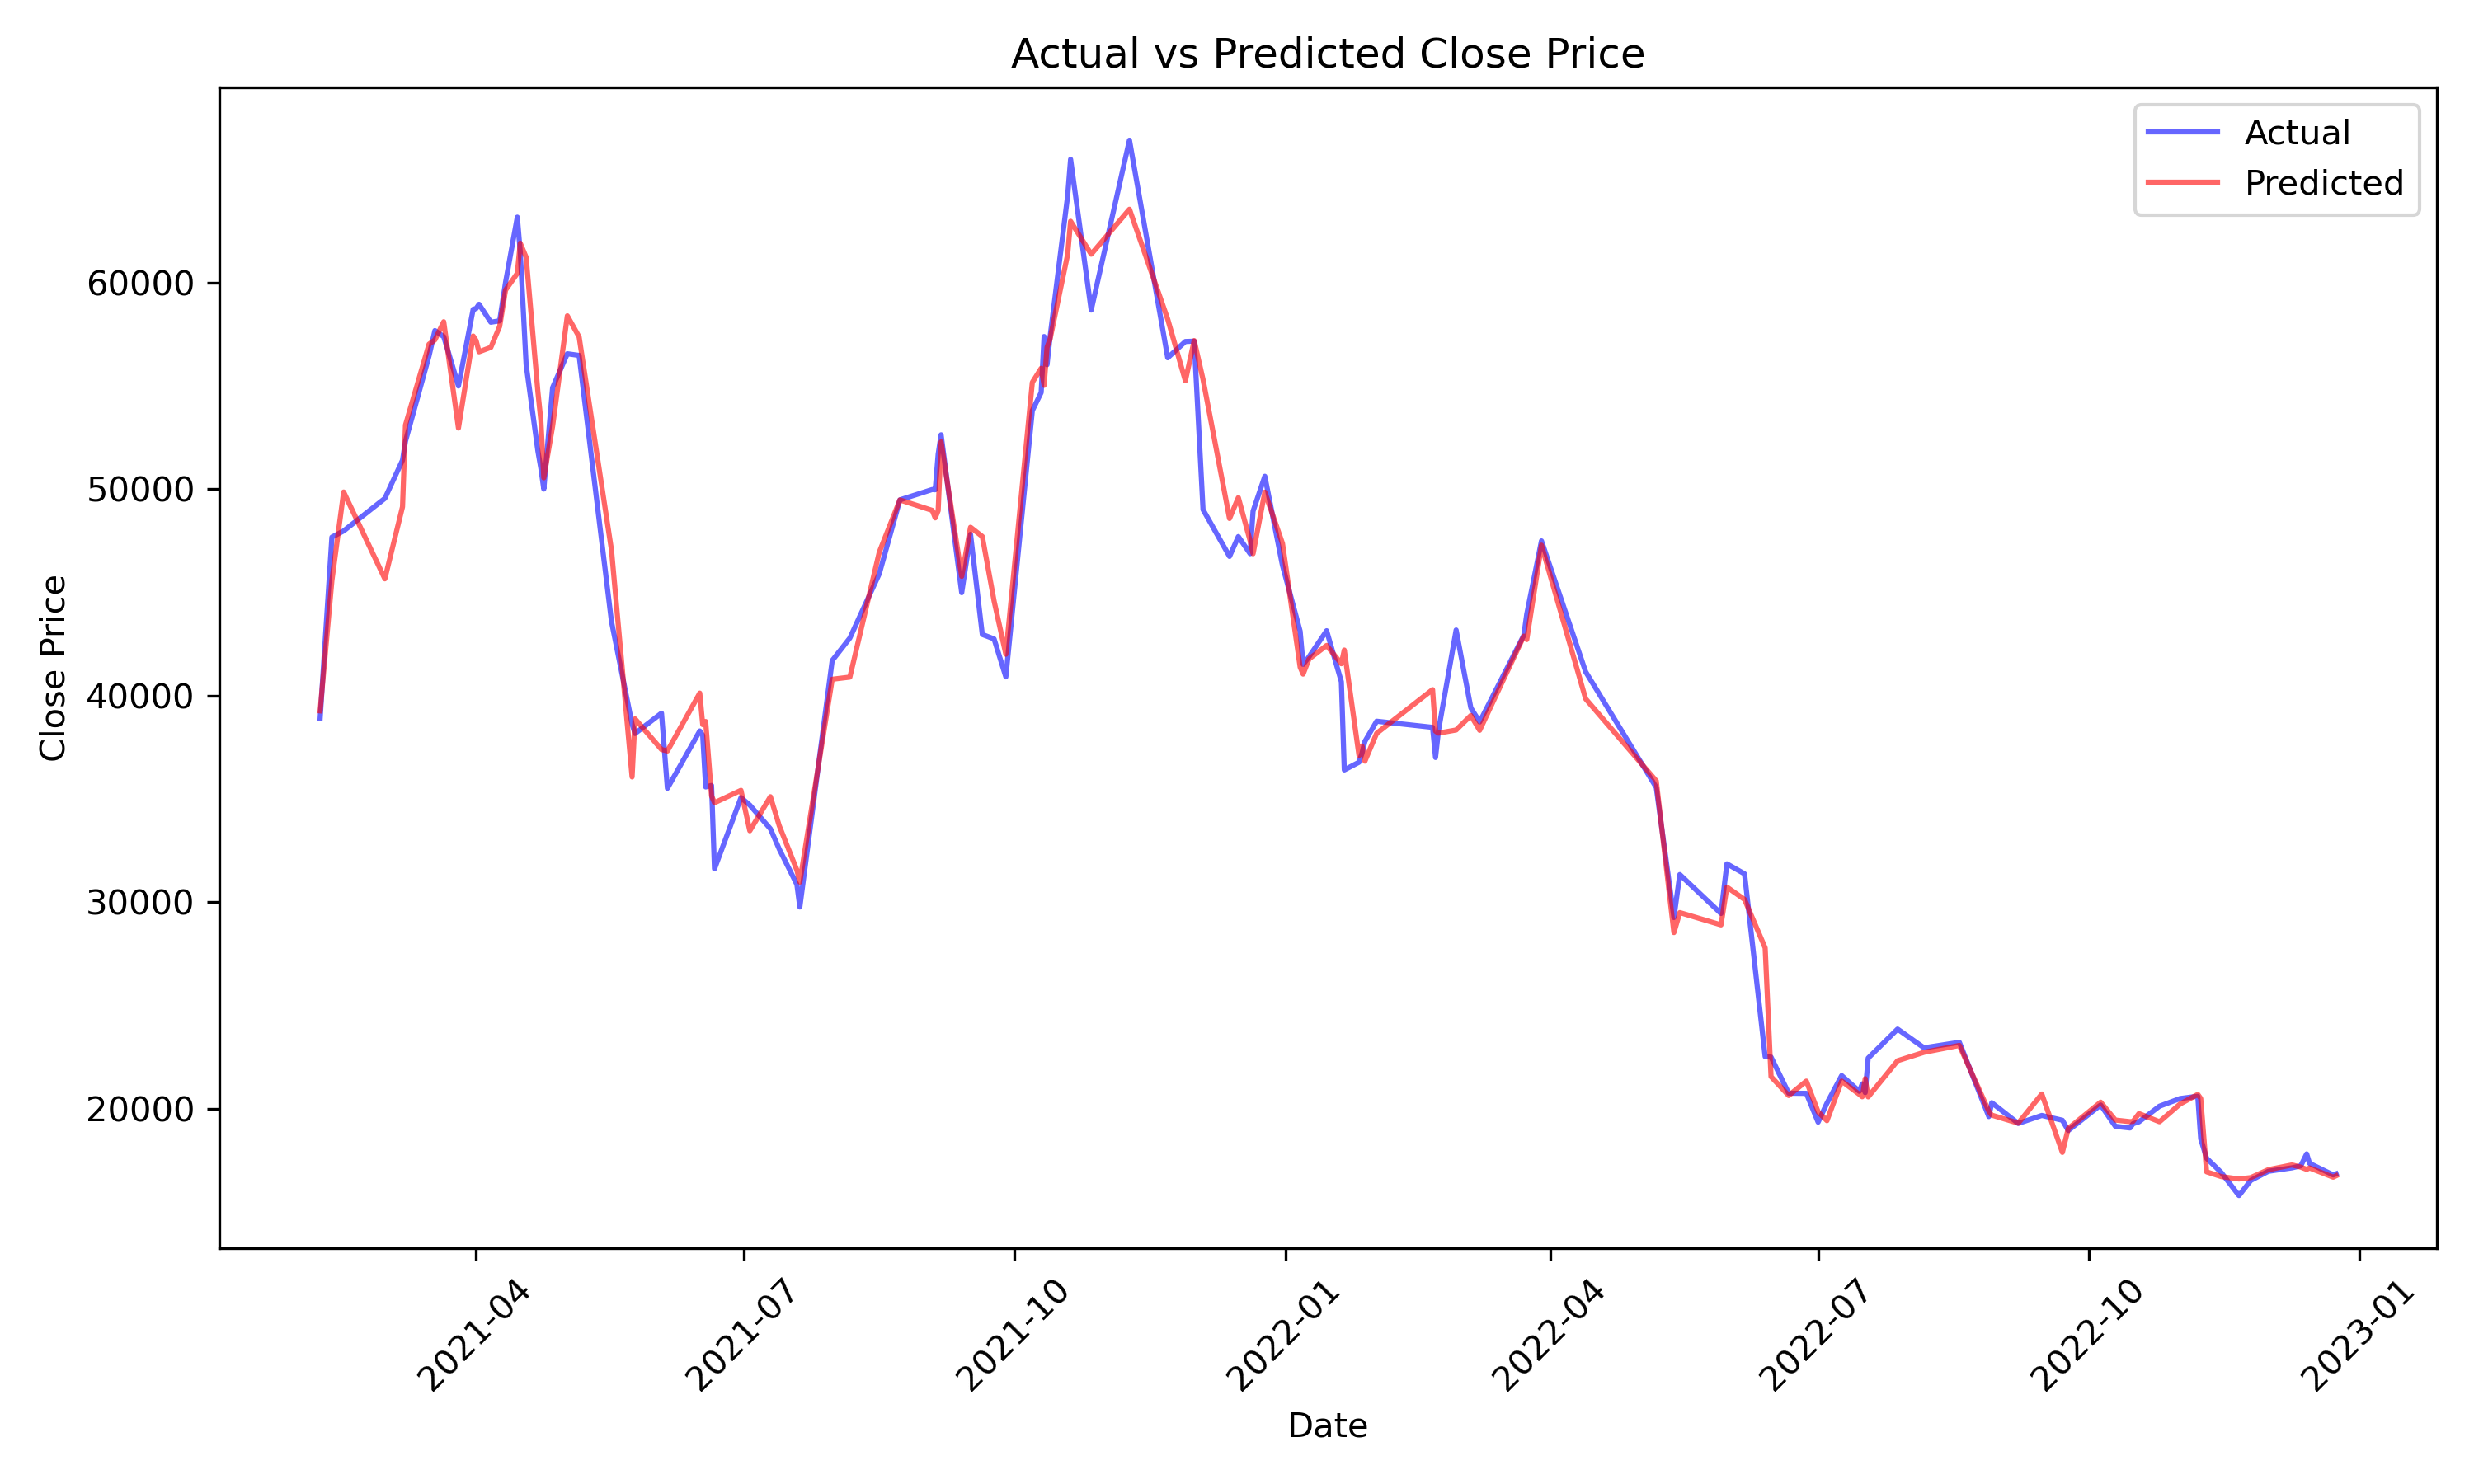 Actual vs Predicted Close Price
Actual
Predicted
Close Price
60000
50000
40000
30000
20000
2021-04
2021-07
2021-10
2022-01
2022-04
2022-07
2022-10
2023-01
Date